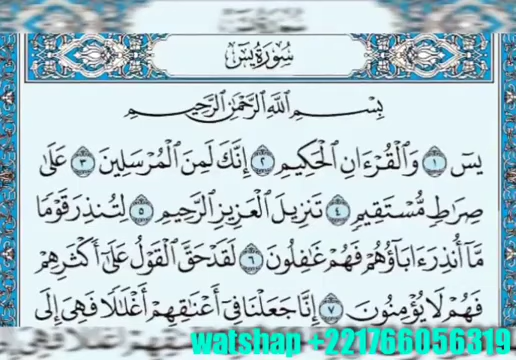 سُورَةُ يسٓ
بِسْمِ ٱللَّهِ ٱلرَّحْمَٰنِ ٱلرَّحِيمِ
يسٓ ١ وَٱلْقُرْءَانِ ٱلْحَكِيمِ ٢ إِنَّكَ لَمِنَ ٱلْمُرْسَلِينَ ٣ عَلَىٰ
صِرَٰطٍ مُّسْتَقِيمٍ ٤ تَنزِيلَ ٱلْعَزِيزِ ٱلرَّحِيمِ ٥ لِتُنذِرَ قَوْمًا
مَّآ أُنذِرَ ءَابَآؤُهُمْ فَهُمْ غَٰفِلُونَ ٦ لَقَدْ حَقَّ ٱلْقَوْلُ عَلَىٰٓ أَكْثَرِهِمْ
فَهُمْ لَا يُؤْمِنُونَ ٧ إِنَّا جَعَلْنَا فِىٓ أَعْنَٰقِهِمْ أَغْلَٰلًا فَهِىَ إِلَى
watshap +221766056319